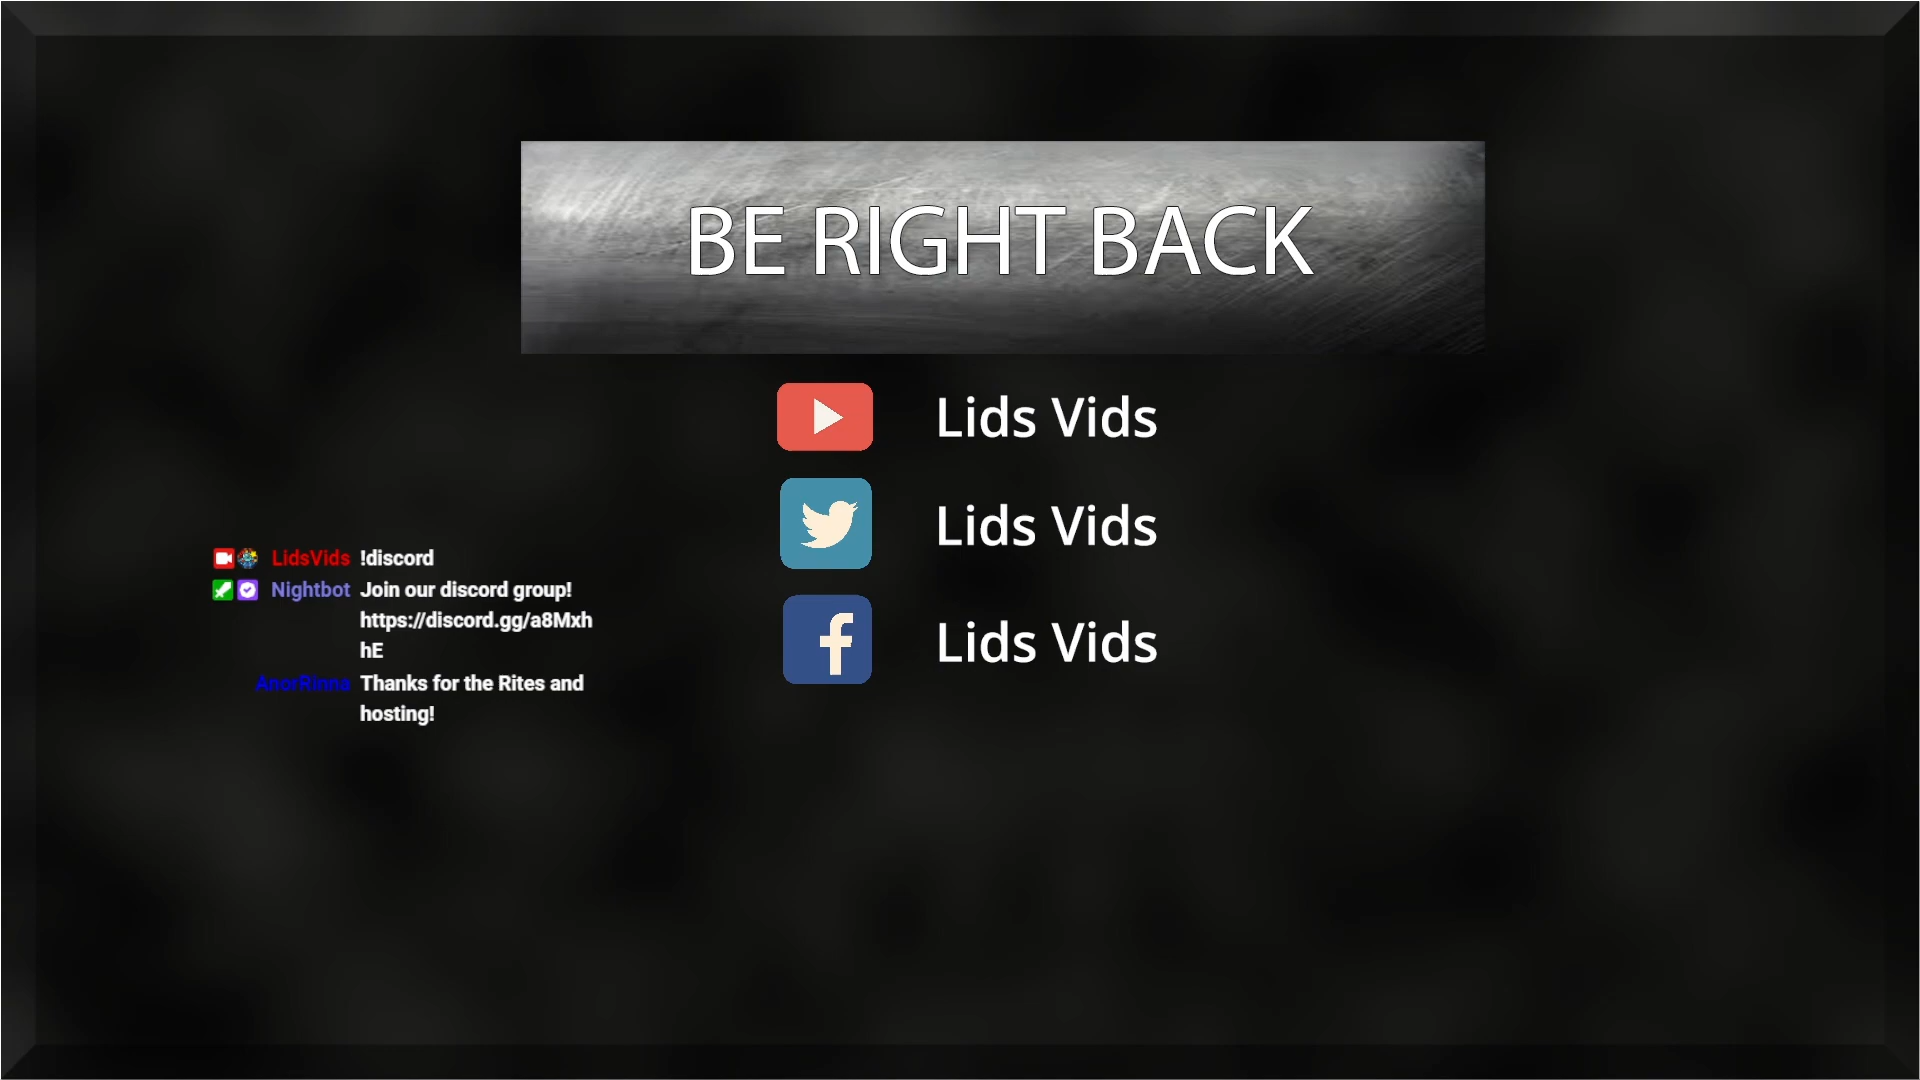 BE RIGHT BACK
Lids Vids
Lids Vids
Lids Vids
LidsVids !discord
Nightbot Join our discord group!
https://discord.gg/a8Mxh
hE
AnorRinna Thanks for the Rites and
hosting!